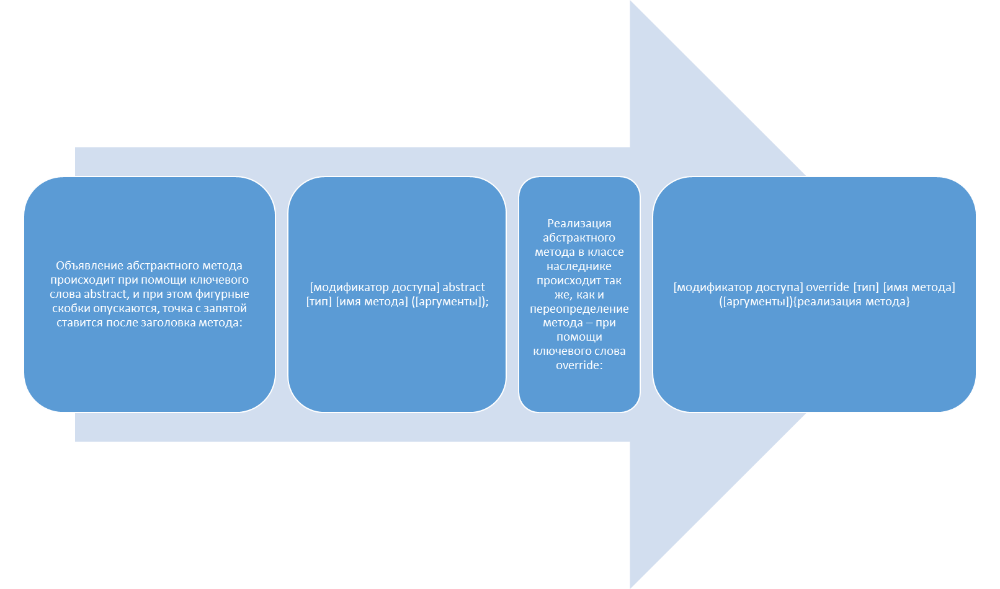 Объявление абстрактного метода
происходит при помощи ключевого
слова abstract, и при этом фигурные
скобки опускаются, точка с запятой
ставится после заголовка метода:
[модификатор доступа] abstract
[тип] [имя метода] ([аргументы]);
Реализация
абстрактного
метода в классе
наследнике
происходит так
же, как и
переопределение
метода – при
помощи
ключевого слова
override:
[модификатор доступа] override [тип] [имя метода]
([аргументы]){реализация метода}